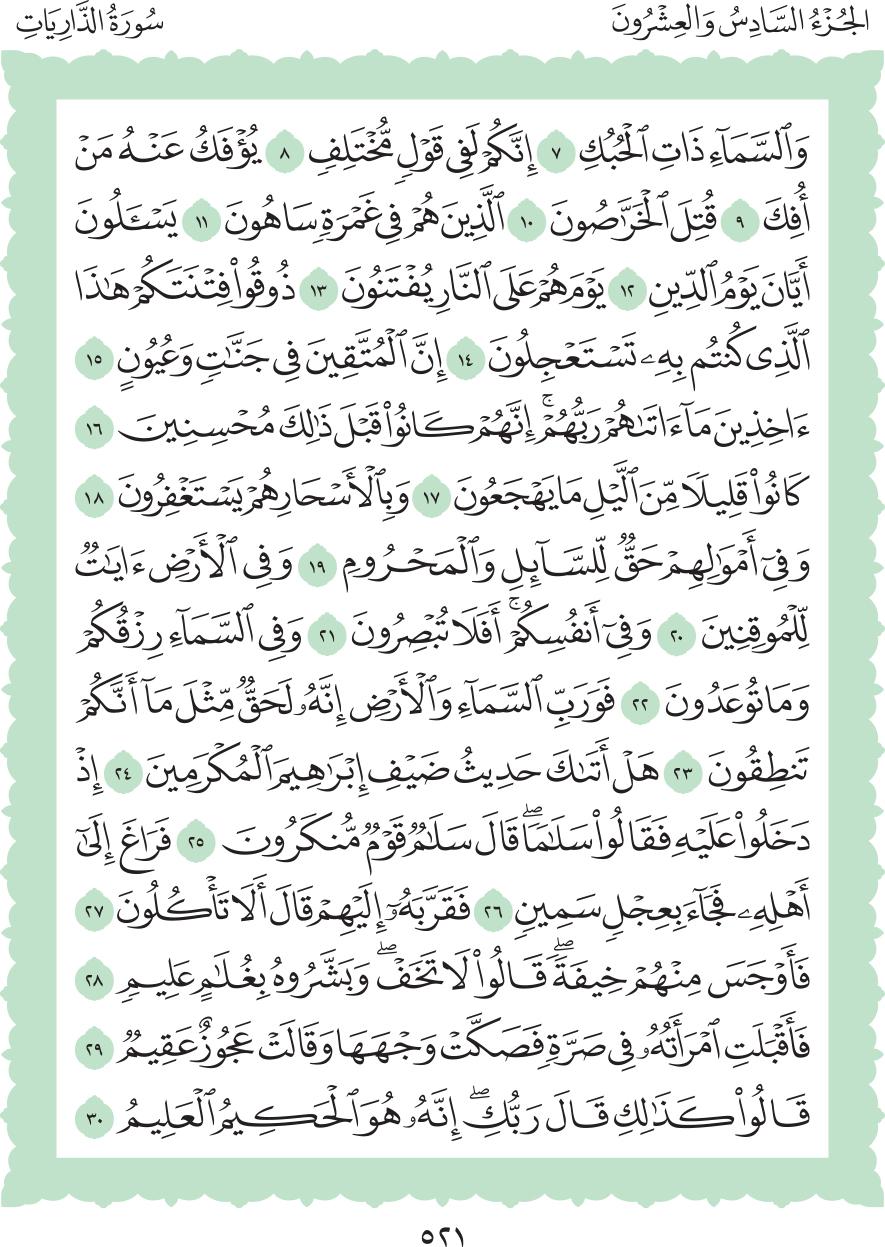 الجُزْءُ السَّادِسُ وَالعِشْرُونَ
سُورَةُ الذَّارِيَاتِ
وَٱلسَّمَآءِ ذَاتِ ٱلْحُبُكِ ٧ إِنَّكُمْ لَفِى قَوْلٍ مُّخْتَلِفٍ ٨ يُؤْفَكُ عَنْهُ مَنْ
أُفِكَ ٩ قُتِلَ ٱلْخَرَّٰصُونَ ١٠ ٱلَّذِينَ هُمْ فِى غَمْرَةٍ سَاهُونَ ١١ يَسْـَٔلُونَ
أَيَّانَ يَوْمُ ٱلدِّينِ ١٢ يَوْمَ هُمْ عَلَى ٱلنَّارِ يُفْتَنُونَ ١٣ ذُوقُوا۟ فِتْنَتَكُمْ هَٰذَا
ٱلَّذِى كُنتُم بِهِۦ تَسْتَعْجِلُونَ ١٤ إِنَّ ٱلْمُتَّقِينَ فِى جَنَّٰتٍ وَعُيُونٍ ١٥
ءَاخِذِينَ مَآ ءَاتَىٰهُمْ رَبُّهُمْ ۚ إِنَّهُمْ كَانُوا۟ قَبْلَ ذَٰلِكَ مُحْسِنِينَ ١٦
كَانُوا۟ قَلِيلًا مِّنَ ٱلَّيْلِ مَا يَهْجَعُونَ ١٧ وَبِٱلْأَسْحَارِ هُمْ يَسْتَغْفِرُونَ ١٨
وَفِىٓ أَمْوَٰلِهِمْ حَقٌّ لِّلسَّآئِلِ وَٱلْمَحْرُومِ ١٩ وَفِى ٱلْأَرْضِ ءَايَٰتٌ
لِّلْمُوقِنِينَ ٢٠ وَفِىٓ أَنفُسِكُمْ ۚ أَفَلَا تُبْصِرُونَ ٢١ وَفِى ٱلسَّمَآءِ رِزْقُكُمْ
وَمَا تُوعَدُونَ ٢٢ فَوَرَبِّ ٱلسَّمَآءِ وَٱلْأَرْضِ إِنَّهُۥ لَحَقٌّ مِّثْلَ مَآ أَنَّكُمْ
تَنطِقُونَ ٢٣ هَلْ أَتَىٰكَ حَدِيثُ ضَيْفِ إِبْرَٰهِيمَ ٱلْمُكْرَمِينَ ٢٤ إِذْ
دَخَلُوا۟ عَلَيْهِ فَقَالُوا۟ سَلَٰمًا ۖ قَالَ سَلَٰمٌ قَوْمٌ مُّنكَرُونَ ٢٥ فَرَاغَ إِلَىٰٓ
أَهْلِهِۦ فَجَآءَ بِعِجْلٍ سَمِينٍ ٢٦ فَقَرَّبَهُۥٓ إِلَيْهِمْ قَالَ أَلَا تَأْكُلُونَ ٢٧
فَأَوْجَسَ مِنْهُمْ خِيفَةً ۖ قَالُوا۟ لَا تَخَفْ ۖ وَبَشَّرُوهُ بِغُلَٰمٍ عَلِيمٍ ٢٨
فَأَقْبَلَتِ ٱمْرَأَتُهُۥ فِى صَرَّةٍ فَصَكَّتْ وَجْهَهَا وَقَالَتْ عَجُوزٌ عَقِيمٌ ٢٩
قَالُوا۟ كَذَٰلِكِ قَالَ رَبُّكِ ۖ إِنَّهُۥ هُوَ ٱلْحَكِيمُ ٱلْعَلِيمُ ٣٠
٥٢١